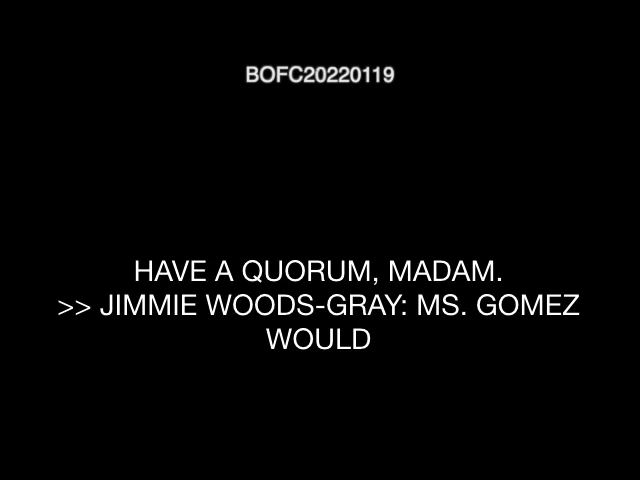 BOFC20220119
HAVE A QUORUM, MADAM.
>> JIMMIE WOODS-GRAY: MS. GOMEZ
WOULD